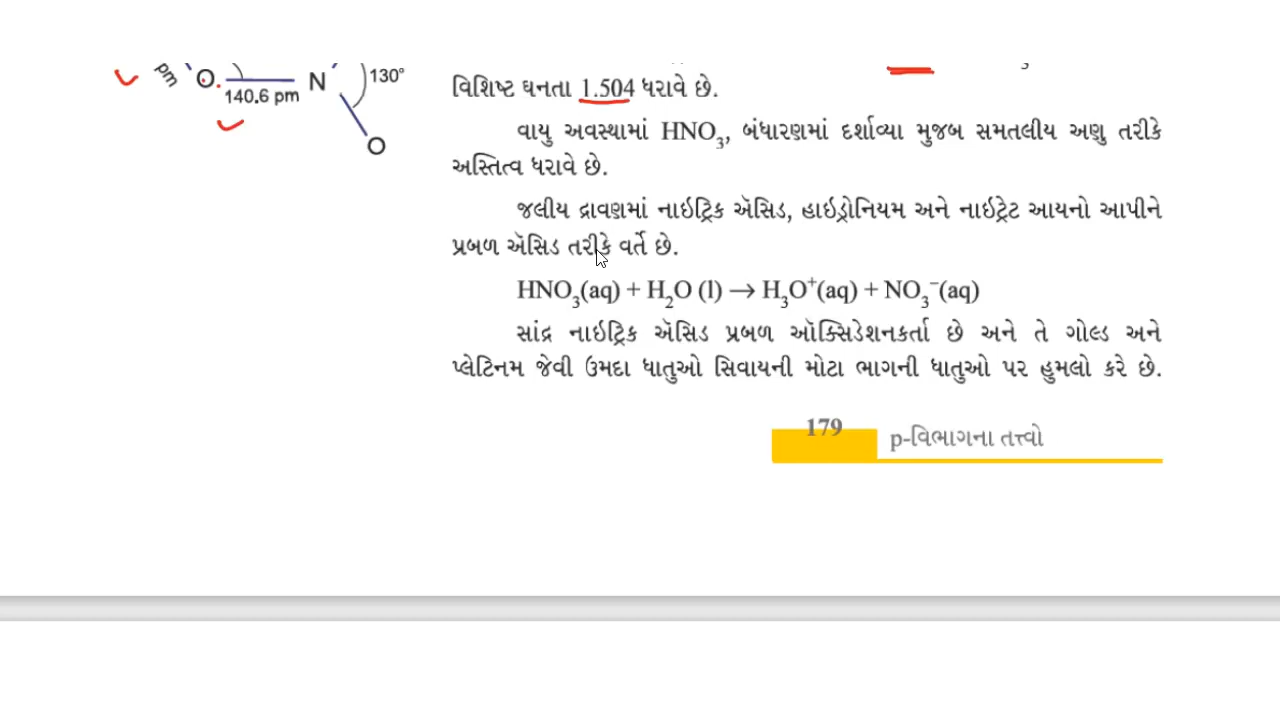 pm
O
N
130°
140.6 pm
O
વિશિષ્ટ ઘનતા 1.504 ધરાવે છે.
વાયુ અવસ્થામાં HNO₃, બંધારણમાં દર્શાવ્યા મુજબ સમતલીય અણુ તરીકે
અસ્તિત્વ ધરાવે છે.
જલીય દ્રાવણમાં નાઇટ્રિક ઍસિડ, હાઇડ્રોનિયમ અને નાઇટ્રેટ આયનો આપીને
પ્રબળ ઍસિડ તરીકે વર્તે છે.
HNO₃(aq) + H₂O (l) → H₃O⁺(aq) + NO₃⁻(aq)
સાંદ્ર નાઇટ્રિક ઍસિડ પ્રબળ ઑક્સિડેશનકર્તા છે અને તે ગોલ્ડ અને
પ્લેટિનમ જેવી ઉમદા ધાતુઓ સિવાયની મોટા ભાગની ધાતુઓ પર હુમલો કરે છે.
179
p-વિભાગના તત્ત્વો